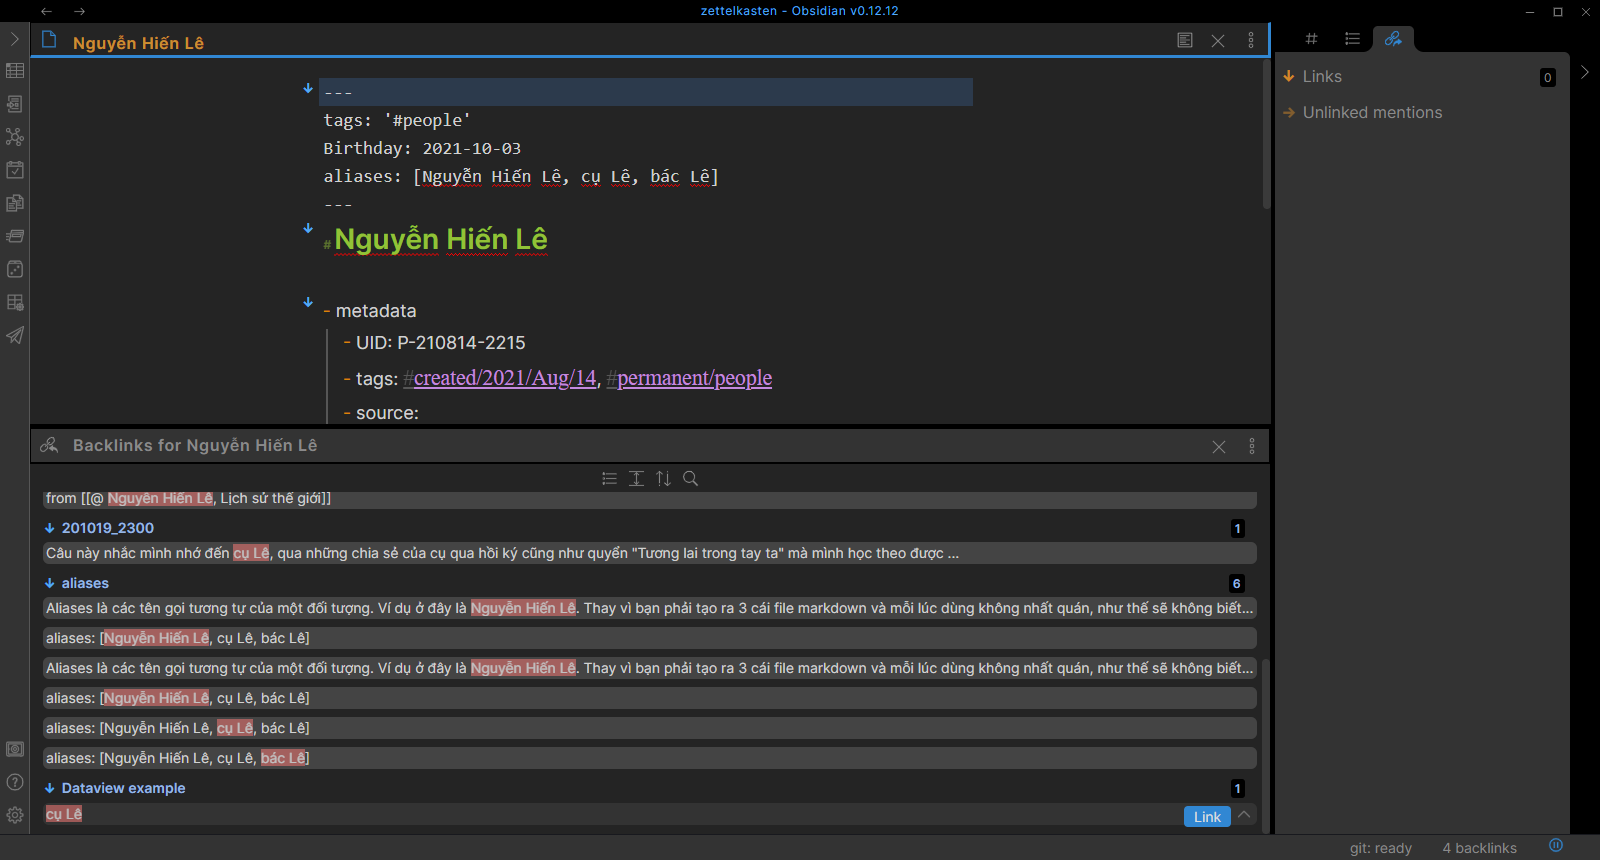 zettelkasten - Obsidian v0.12.12
Nguyễn Hiến Lê
---
tags: '#people'
Birthday: 2021-10-03
aliases: [Nguyễn Hiến Lê, cụ Lê, bác Lê]
---
# Nguyễn Hiến Lê
- metadata
- UID: P-210814-2215
- tags: #created/2021/Aug/14, #permanent/people
- source:
Links 0
Unlinked mentions
Backlinks for Nguyễn Hiến Lê
from [[@ Nguyễn Hiến Lê, Lịch sử thế giới]]
201019_2300 1
Câu này nhắc mình nhớ đến cụ Lê, qua những chia sẻ của cụ qua hồi ký cũng như quyển "Tương lai trong tay ta" mà mình học theo được ...
aliases 6
Aliases là các tên gọi tương tự của một đối tượng. Ví dụ ở đây là Nguyễn Hiến Lê. Thay vì bạn phải tạo ra 3 cái file markdown và mỗi lúc dùng không nhất quán, như thế sẽ không biết...
aliases: [Nguyễn Hiến Lê, cụ Lê, bác Lê]
Aliases là các tên gọi tương tự của một đối tượng. Ví dụ ở đây là Nguyễn Hiến Lê. Thay vì bạn phải tạo ra 3 cái file markdown và mỗi lúc dùng không nhất quán, như thế sẽ không biết...
aliases: [Nguyễn Hiến Lê, cụ Lê, bác Lê]
aliases: [Nguyễn Hiến Lê, cụ Lê, bác Lê]
aliases: [Nguyễn Hiến Lê, cụ Lê, bác Lê]
Dataview example 1
cụ Lê
Link
git: ready 4 backlinks